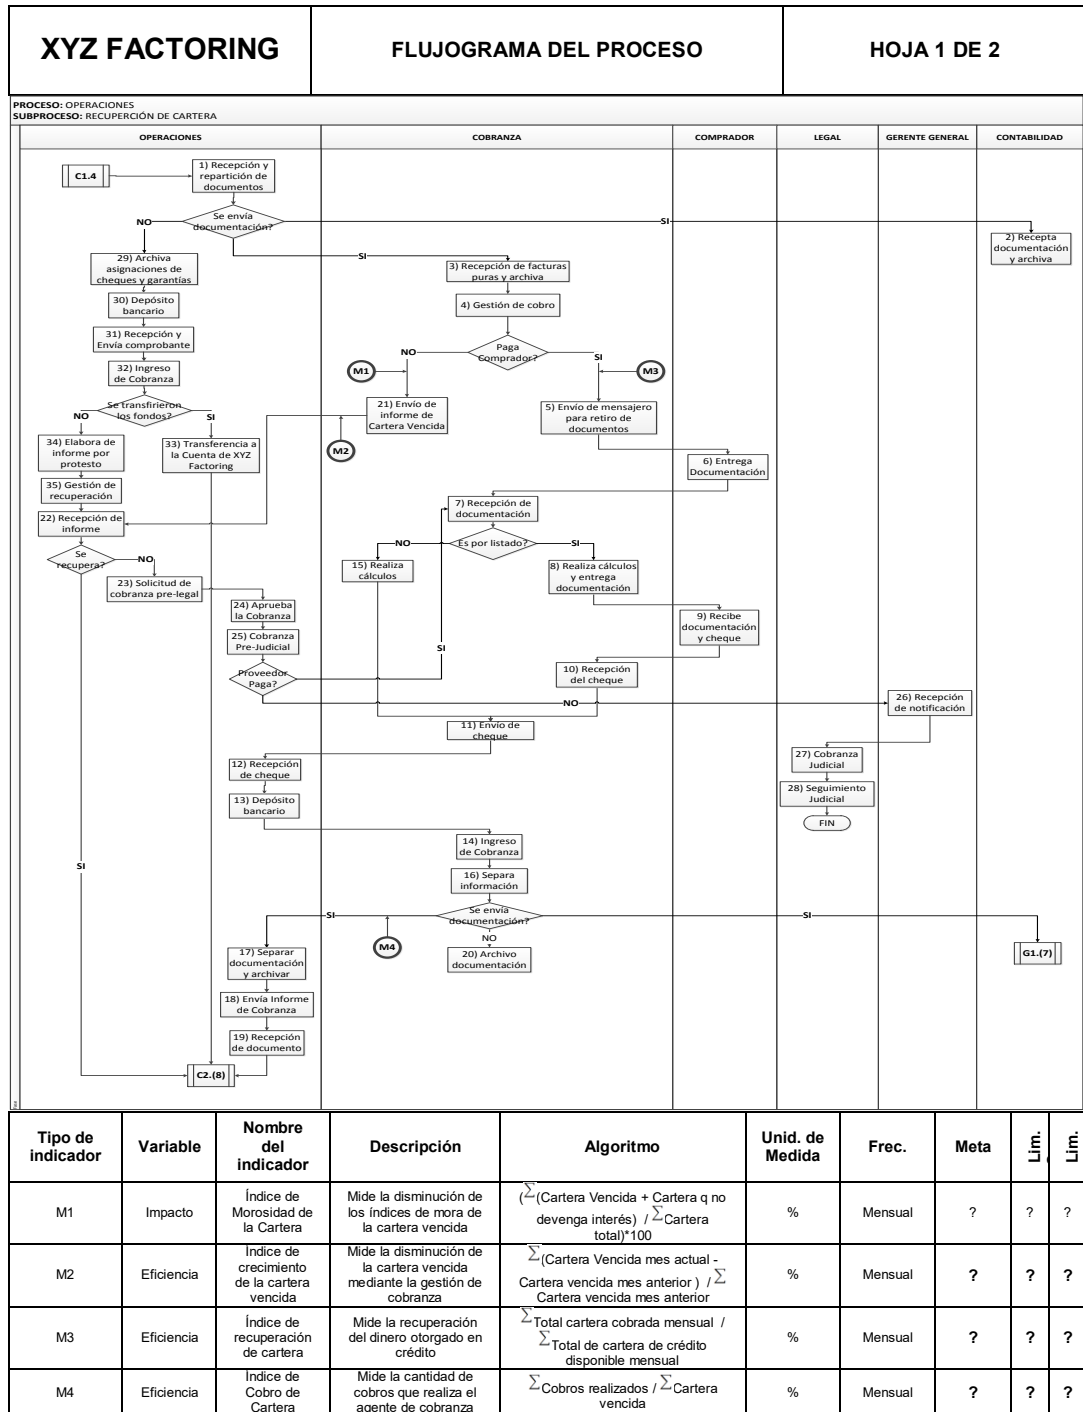 XYZ FACTORING
FLUJOGRAMA DEL PROCESO
HOJA 1 DE 2
PROCESO: OPERACIONES
SUBPROCESO: RECUPERCIÓN DE CARTERA
OPERACIONES
COBRANZA
COMPRADOR
LEGAL
GERENTE GENERAL
CONTABILIDAD
C1.4
1) Recepción y
repartición de
documentos
Se envía
documentación?
NO
SI
SI
2) Recepta
documentación
y archiva
29) Archiva
asignaciones de
cheques y garantías
3) Recepción de facturas
puras y archiva
30) Depósito
bancario
4) Gestión de cobro
31) Recepción y
Envía comprobante
Paga
Comprador?
NO
SI
32) Ingreso
de Cobranza
M1
M3
Se transfirieron
los fondos?
NO
SI
21) Envío de
informe de
Cartera Vencida
5) Envío de mensajero
para retiro de
documentos
M2
34) Elabora de
informe por
protesto
33) Transferencia a
la Cuenta de XYZ
Factoring
6) Entrega
Documentación
35) Gestión de
recuperación
7) Recepción de
documentación
22) Recepción de
informe
Es por listado?
NO
SI
Se
recupera?
NO
15) Realiza
cálculos
8) Realiza cálculos
y entrega
documentación
23) Solicitud de
cobranza pre-legal
24) Aprueba
la Cobranza
9) Recibe
documentación
y cheque
25) Cobranza
Pre-Judicial
SI
Proveedor
Paga?
10) Recepción
del cheque
NO
26) Recepción
de notificación
11) Envío de
cheque
12) Recepción
de cheque
27) Cobranza
Judicial
13) Depósito
bancario
28) Seguimiento
Judicial
FIN
14) Ingreso
de Cobranza
SI
16) Separa
información
Se envía
documentación?
SI
SI
NO
M4
17) Separar
documentación
y archivar
20) Archivo
documentación
G1.(7)
18) Envía Informe
de Cobranza
19) Recepción
de documento
C2.(8)
Tipo de
indicador
Variable
Nombre
del
indicador
Descripción
Algoritmo
Unid. de
Medida
Frec.
Meta
Lim.
Lim.
M1
Impacto
Índice de
Morosidad de
la Cartera
Mide la disminución de
los índices de mora de
la cartera vencida
(∑(Cartera Vencida + Cartera q no
devenga interés) / ∑Cartera
total)*100
%
Mensual
?
?
?
M2
Eficiencia
Índice de
crecimiento
de la cartera
vencida
Mide la disminución de
la cartera vencida
mediante la gestión de
cobranza
∑(Cartera Vencida mes actual -
Cartera vencida mes anterior ) / ∑
Cartera vencida mes anterior
%
Mensual
?
?
?
M3
Eficiencia
Índice de
recuperación
de cartera
Mide la recuperación
del dinero otorgado en
crédito
∑Total cartera cobrada mensual /
∑Total de cartera de crédito
disponible mensual
%
Mensual
?
?
?
M4
Eficiencia
Índice de
Cobro de
Cartera
Mide la cantidad de
cobros que realiza el
agente de cobranza
∑Cobros realizados / ∑Cartera
vencida
%
Mensual
?
?
?